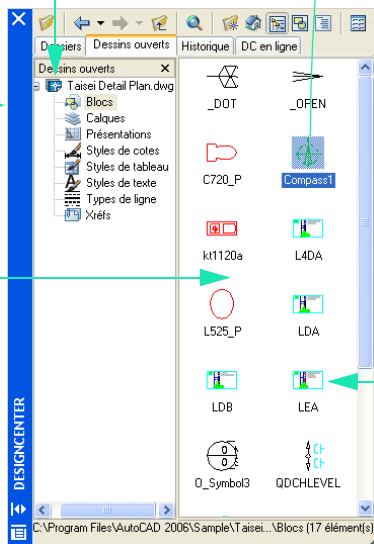 Dossiers Dessins ouverts Historique DC en ligne
Dessins ouverts
Taisei Detail Plan.dwg
Blocs
Calques
Présentations
Styles de cotes
Styles de tableau
Styles de texte
Types de ligne
Xréfs
_DOT _OPEN
C720_P Compass1
kt1120a L4DA
L525_P LDA
LDB LEA
O_Symbol3 QDCHLEVEL
DESIGNCENTER
C:\Program Files\AutoCAD 2006\Sample\Taisei...\Blocs (17 élément(s)